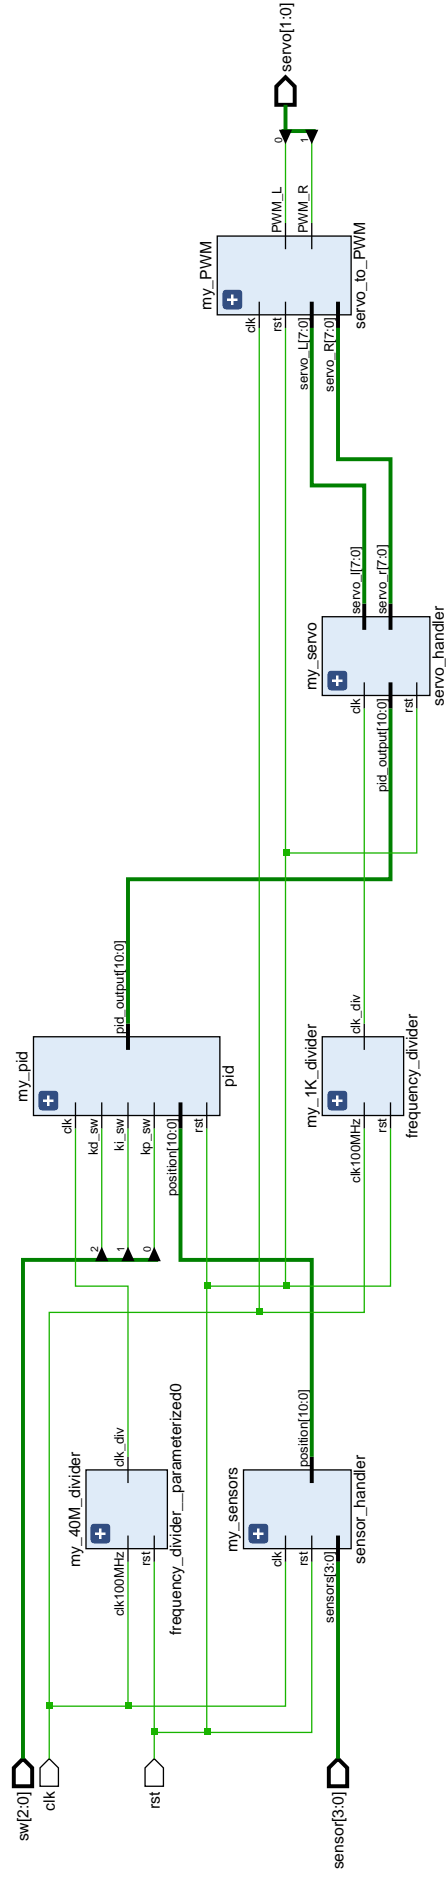 sw[2:0]
clk
rst
sensor[3:0]
my_40M_divider
clk100MHz
rst
clk_div
frequency_divider__parameterized0
my_sensors
clk
rst
sensors[3:0]
position[10:0]
sensor_handler
2
1
0
my_pid
clk
kd_sw
ki_sw
kp_sw
position[10:0]
rst
pid_output[10:0]
pid
my_1K_divider
clk100MHz
rst
clk_div
frequency_divider
my_servo
clk
pid_output[10:0]
rst
servo_l[7:0]
servo_r[7:0]
servo_handler
my_PWM
clk
rst
servo_L[7:0]
servo_R[7:0]
PWM_L
PWM_R
servo_to_PWM
0
1
servo[1:0]